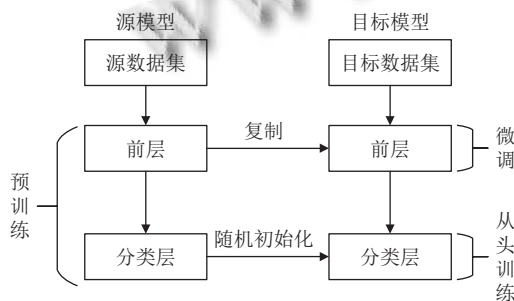 源模型
目标模型
源数据集
目标数据集
前层
复制
前层
微调
预训练
分类层
随机初始化
分类层
从头训练